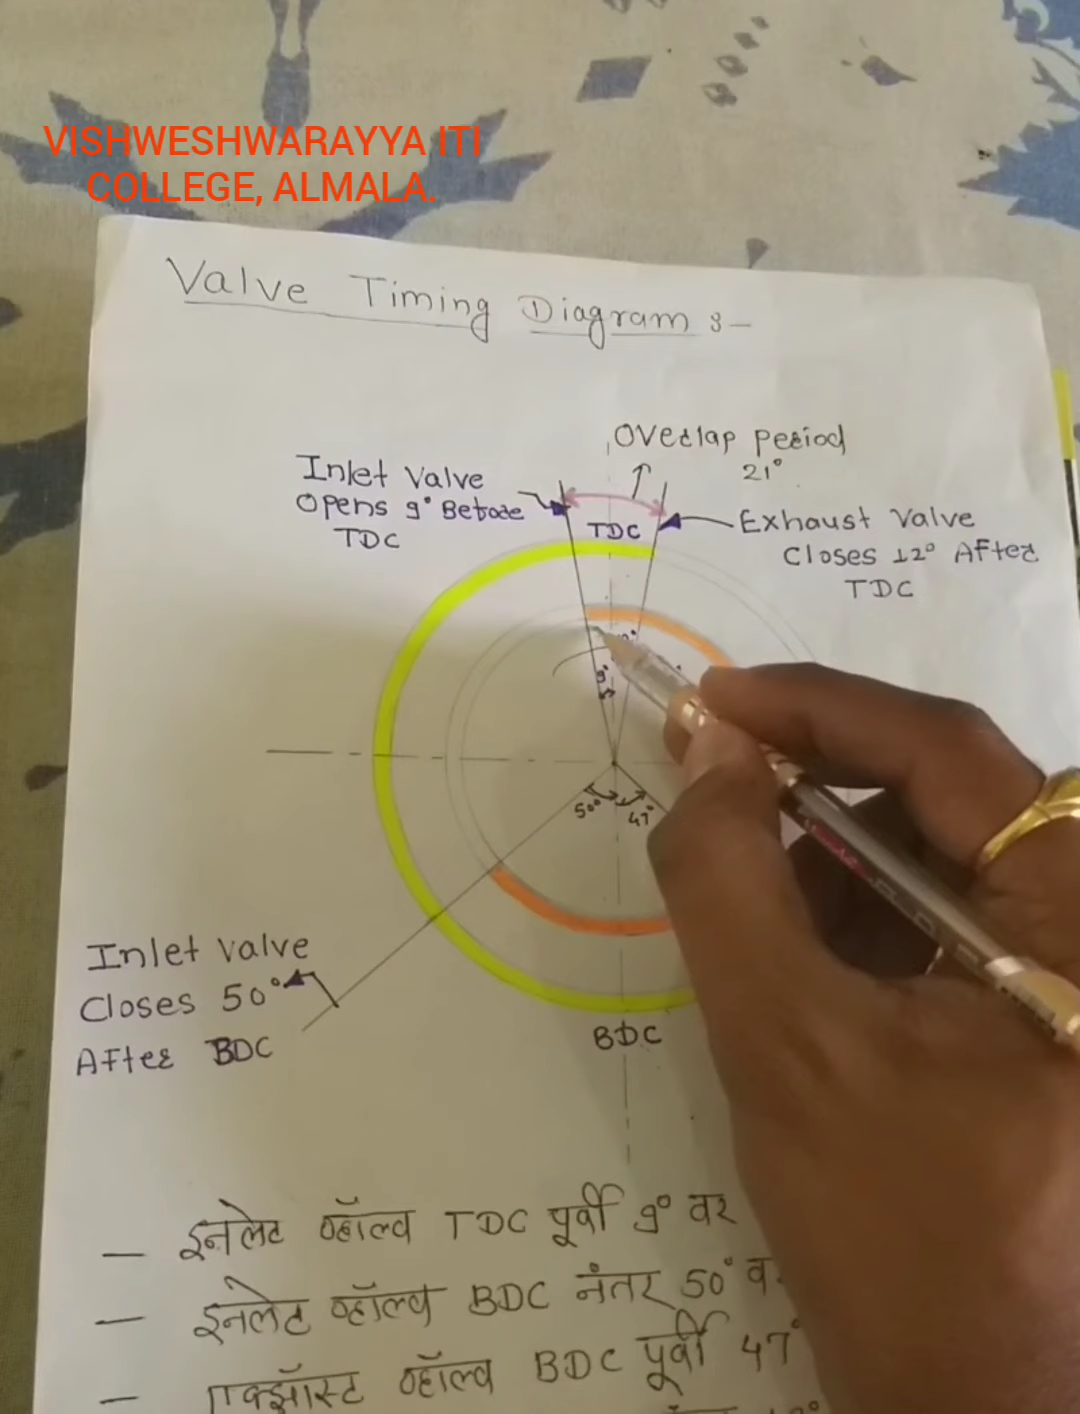 VISHWESHWARAYYA ITI
COLLEGE, ALMALA.
Valve Timing Diagram :-
Overlap period
21°
Inlet Valve
Opens 9° Before
TDC
TDC
Exhaust Valve
Closes 12° After
TDC
50°
47°
Inlet Valve
Closes 50°
After BDC
BDC
— इनलेट व्हॉल्व TDC पूर्वी 9° वर
— इनलेट व्हॉल्व BDC नंतर 50° व
— एक्झॉस्ट व्हॉल्व BDC पूर्वी 47°